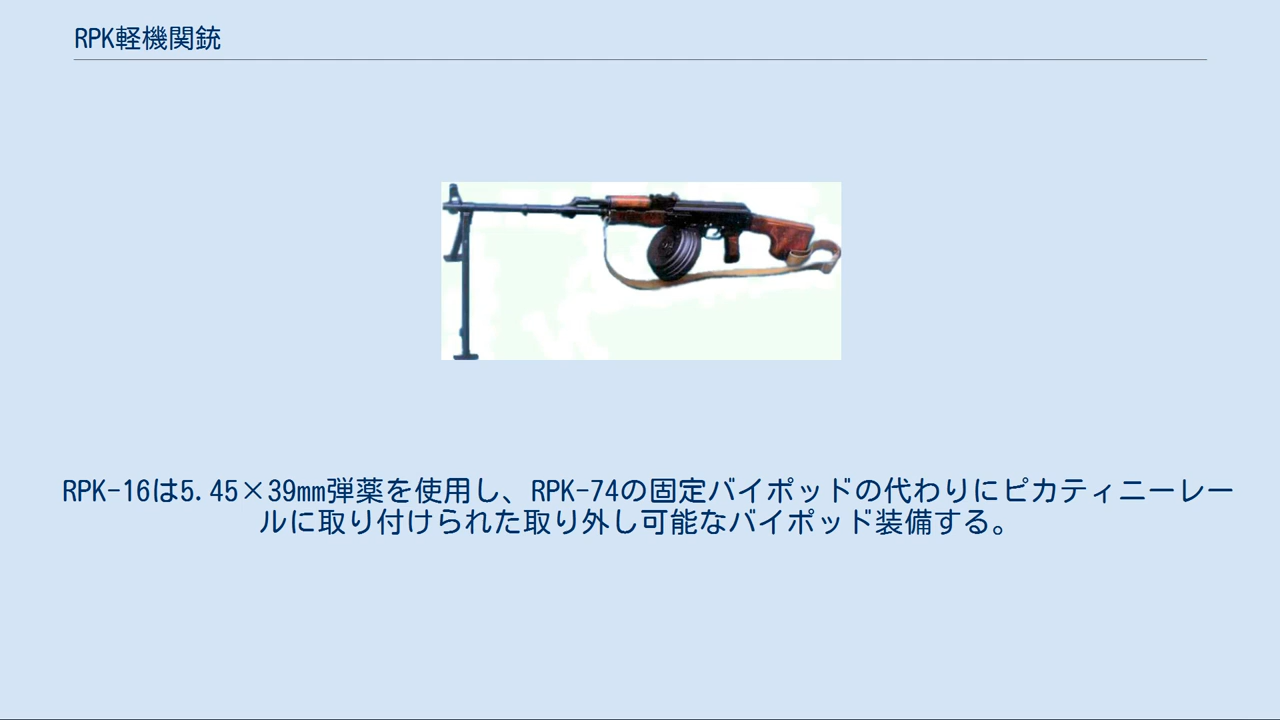 RPK軽機関銃
RPK-16は5.45×39mm弾薬を使用し、RPK-74の固定バイポッドの代わりにピカティニーレー
ルに取り付けられた取り外し可能なバイポッド装備する。